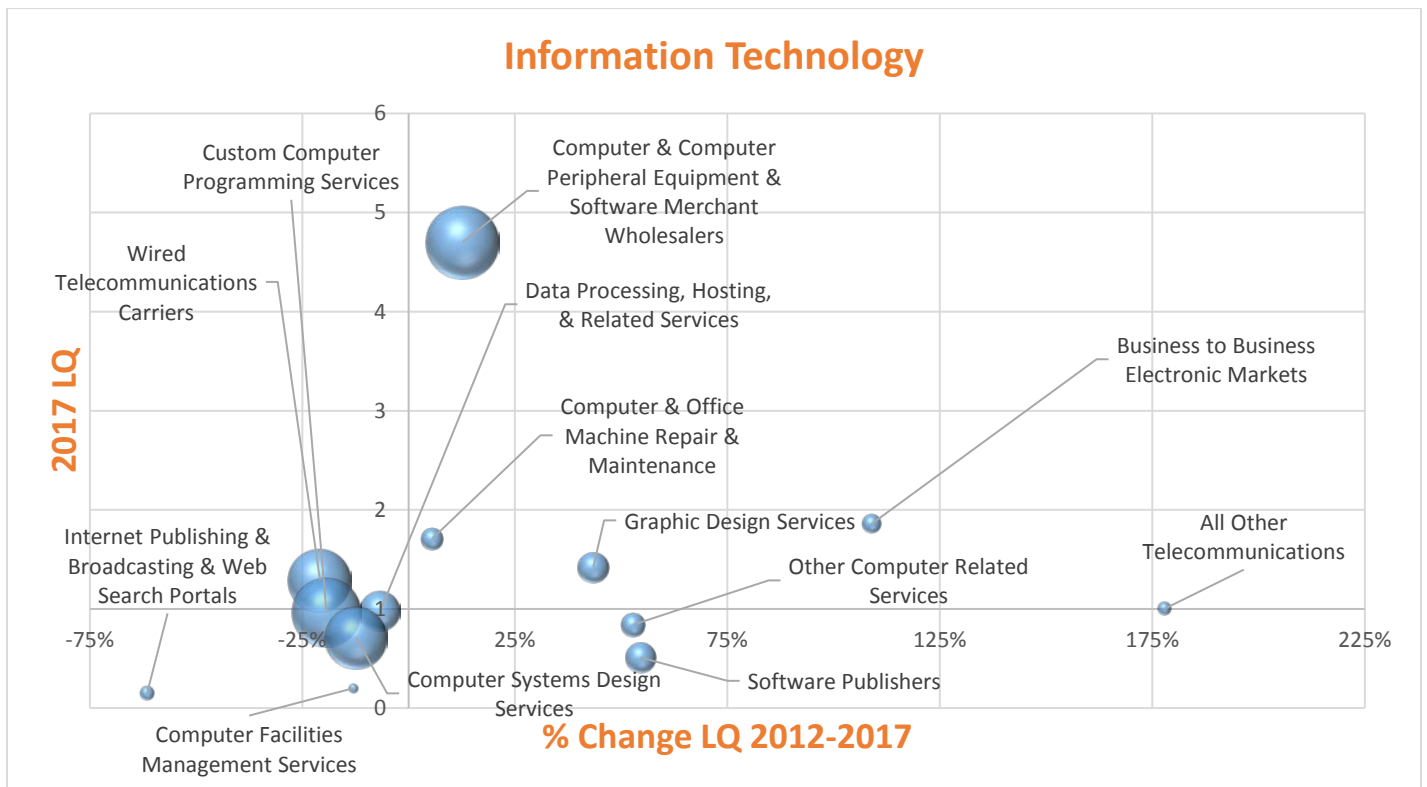 Information Technology
6
5
4
3
2
1
0
-75%
-25%
25%
75%
125%
175%
225%
2017 LQ
% Change LQ 2012-2017
Custom Computer
Programming Services
Computer & Computer
Peripheral Equipment &
Software Merchant
Wholesalers
Wired
Telecommunications
Carriers
Data Processing, Hosting,
& Related Services
Business to Business
Electronic Markets
Computer & Office
Machine Repair &
Maintenance
Internet Publishing &
Broadcasting & Web
Search Portals
Graphic Design Services
All Other
Telecommunications
Other Computer Related
Services
Computer Systems Design
Services
Software Publishers
Computer Facilities
Management Services